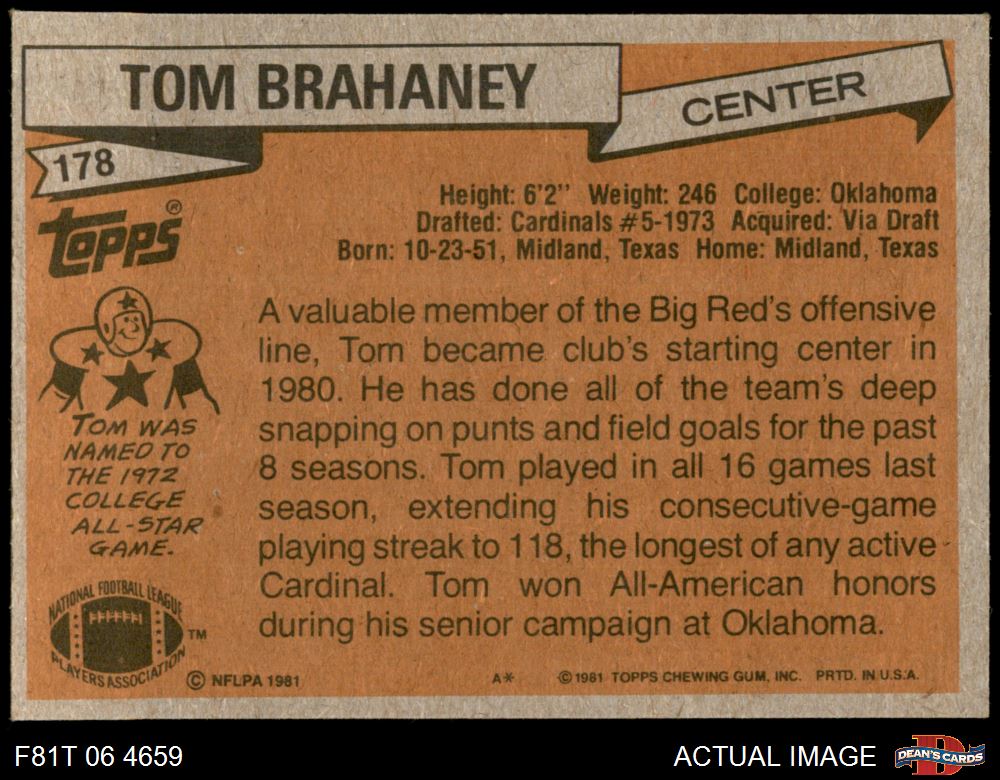 TOM BRAHANEY
CENTER
178
topps®
Height: 6'2'' Weight: 246 College: Oklahoma
Drafted: Cardinals #5-1973 Acquired: Via Draft
Born: 10-23-51, Midland, Texas Home: Midland, Texas
A valuable member of the Big Red's offensive
line, Tom became club's starting center in
1980. He has done all of the team's deep
snapping on punts and field goals for the past
8 seasons. Tom played in all 16 games last
season, extending his consecutive-game
playing streak to 118, the longest of any active
Cardinal. Tom won All-American honors
during his senior campaign at Oklahoma.
TOM WAS
NAMED TO
THE 1972
COLLEGE
ALL-STAR
GAME.
NATIONAL FOOTBALL LEAGUE
PLAYERS ASSOCIATION
TM
© NFLPA 1981
A*
© 1981 TOPPS CHEWING GUM, INC. PRTD. IN U.S.A.
F81T 06 4659
ACTUAL IMAGE
DEAN'S CARDS